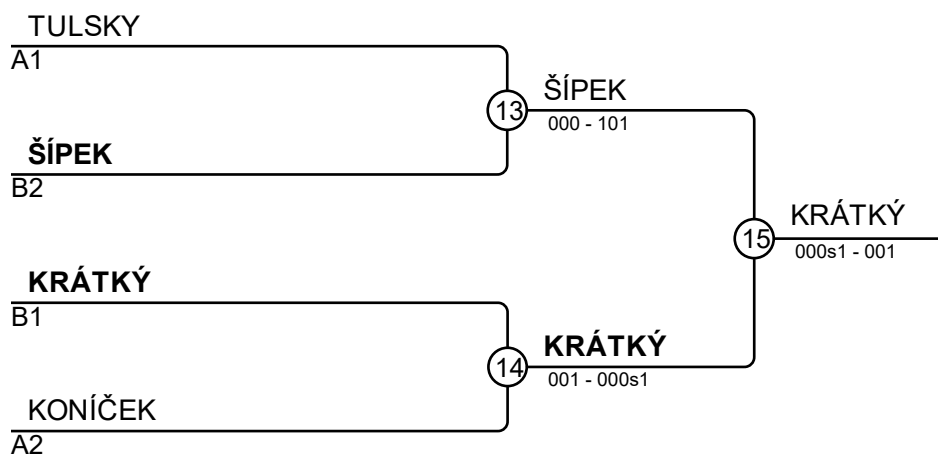 TULSKY
A1
13
ŠÍPEK
000 - 101
ŠÍPEK
B2
15
KRÁTKÝ
000s1 - 001
KRÁTKÝ
B1
14
KRÁTKÝ
001 - 000s1
KONÍČEK
A2